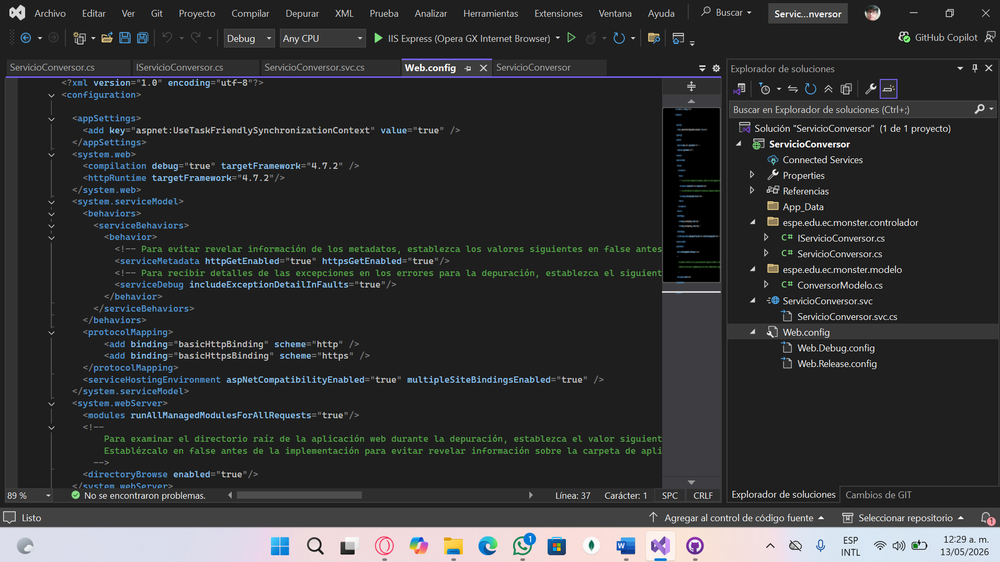 Archivo Editar Ver Git Proyecto Compilar Depurar XML Prueba Analizar Herramientas Extensiones Ventana Ayuda Buscar Servic...nversor
Debug Any CPU IIS Express (Opera GX Internet Browser) GitHub Copilot
ServicioConversor.cs IServicioConversor.cs ServicioConversor.svc.cs Web.config ServicioConversor
<?xml version="1.0" encoding="utf-8"?>
<configuration>
<appSettings>
<add key="aspnet:UseTaskFriendlySynchronizationContext" value="true" />
</appSettings>
<system.web>
<compilation debug="true" targetFramework="4.7.2" />
<httpRuntime targetFramework="4.7.2"/>
</system.web>
<system.serviceModel>
<behaviors>
<serviceBehaviors>
<behavior>
<!-- Para evitar revelar información de los metadatos, establezca los valores siguientes en false antes
<serviceMetadata httpGetEnabled="true" httpsGetEnabled="true"/>
<!-- Para recibir detalles de las excepciones en los errores para la depuración, establezca el siguient
<serviceDebug includeExceptionDetailInFaults="true"/>
</behavior>
</serviceBehaviors>
</behaviors>
<protocolMapping>
<add binding="basicHttpBinding" scheme="http" />
<add binding="basicHttpsBinding" scheme="https" />
</protocolMapping>
<serviceHostingEnvironment aspNetCompatibilityEnabled="true" multipleSiteBindingsEnabled="true" />
</system.serviceModel>
<system.webServer>
<modules runAllManagedModulesForAllRequests="true"/>
<!--
Para examinar el directorio raíz de la aplicación web durante la depuración, establezca el valor siguient
Establézcalo en false antes de la implementación para evitar revelar información sobre la carpeta de apli
-->
<directoryBrowse enabled="true"/>
</system.webServer>
89 % No se encontraron problemas. Línea: 37 Carácter: 1 SPC CRLF
Explorador de soluciones
Buscar en Explorador de soluciones (Ctrl+;)
Solución "ServicioConversor" (1 de 1 proyecto)
ServicioConversor
Connected Services
Properties
Referencias
App_Data
espe.edu.ec.monster.controlador
C# IServicioConversor.cs
C# ServicioConversor.cs
espe.edu.ec.monster.modelo
C# ConversorModelo.cs
ServicioConversor.svc
ServicioConversor.svc.cs
Web.config
Web.Debug.config
Web.Release.config
Explorador de soluciones Cambios de GIT
Listo Agregar al control de código fuente Seleccionar repositorio 1
1 W ESP INTL 12:29 a. m.
13/05/2026